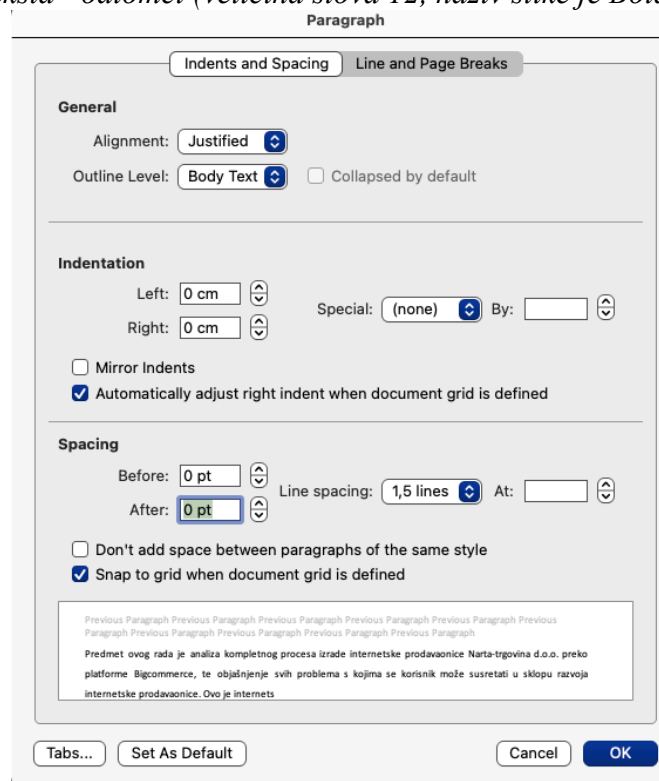 Paragraph
Indents and Spacing Line and Page Breaks
General
Alignment: Justified
Outline Level: Body Text Collapsed by default
Indentation
Left: 0 cm
Special: (none) By:
Right: 0 cm
Mirror Indents
Automatically adjust right indent when document grid is defined
Spacing
Before: 0 pt
Line spacing: 1,5 lines At:
After: 0 pt
Don't add space between paragraphs of the same style
Snap to grid when document grid is defined
Previous Paragraph Previous Paragraph Previous Paragraph Previous Paragraph Previous Paragraph Previous
Paragraph Previous Paragraph Previous Paragraph Previous Paragraph Previous Paragraph
Predmet ovog rada je analiza kompletnog procesa izrade internetske prodavaonice Narta-trgovina d.o.o. preko
platforme Bigcommerce, te objašnjenje svih problema s kojima se korisnik može susretati u sklopu razvoja
internetske prodavaonice. Ovo je internets
Tabs... Set As Default Cancel OK